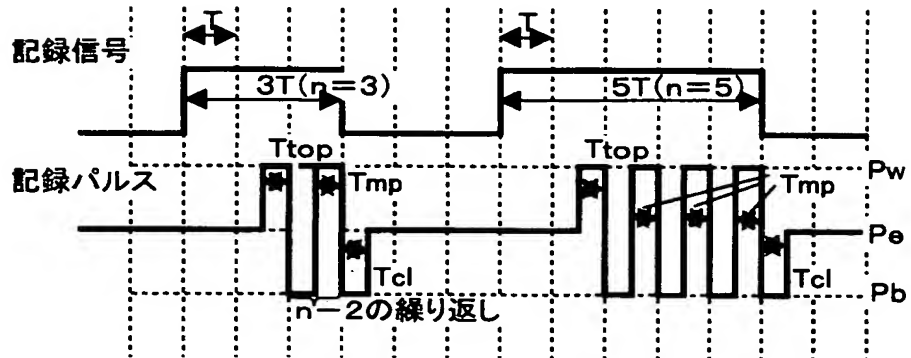 T T
記録信号
3T(n=3) 5T(n=5)
Ttop Ttop
Pw
記録パルス Tmp Tmp
Pe
Tcl Tcl
Pb
n-2の繰り返し